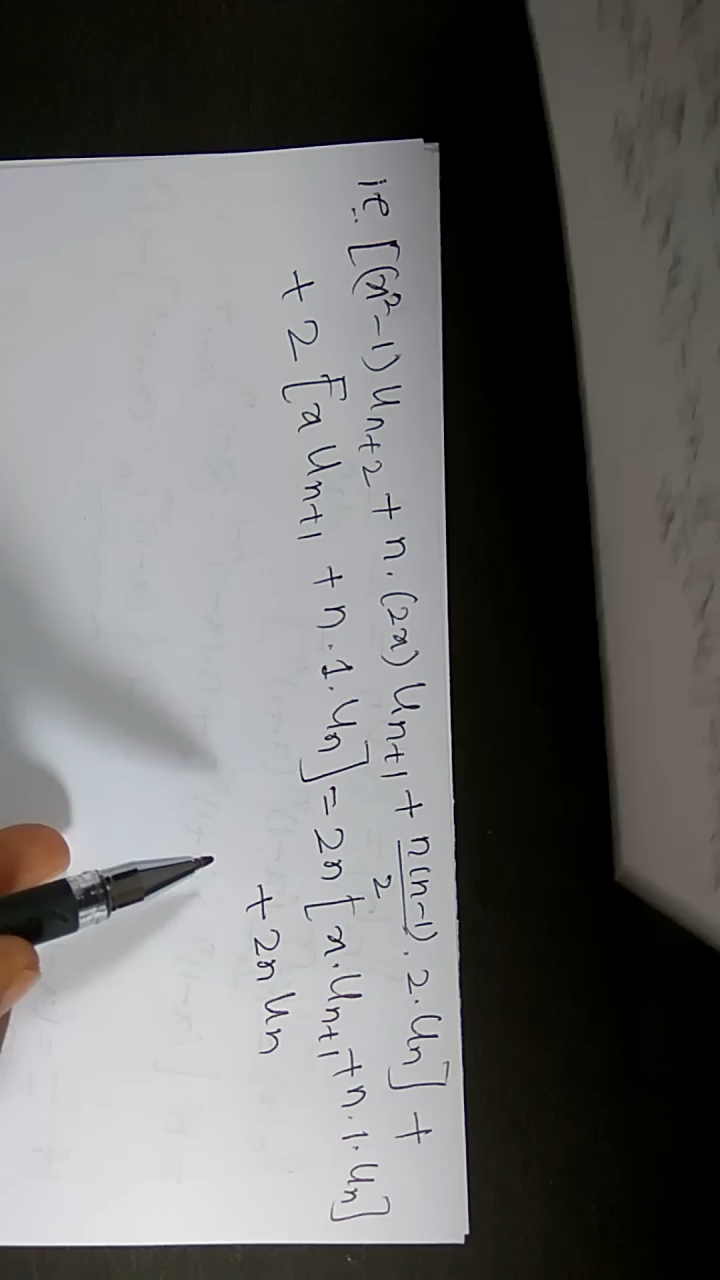 ie. [(x²-1) Uₙ₊₂ + n. (2x) Uₙ₊₁ + n(n-1)/2 . 2. Uₙ] +
+ 2 [x Uₙ₊₁ + n. 1. Uₙ] = 2n [x. Uₙ₊₁ + n. 1. Uₙ]
+ 2n Uₙ